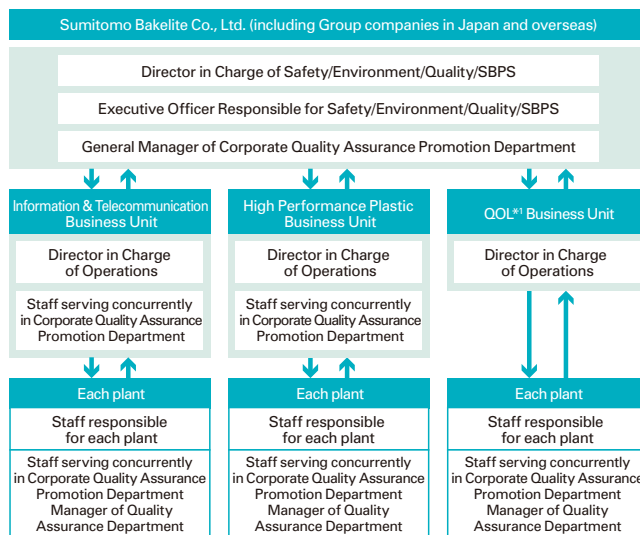 Sumitomo Bakelite Co., Ltd. (including Group companies in Japan and overseas)
Director in Charge of Safety/Environment/Quality/SBPS
Executive Officer Responsible for Safety/Environment/Quality/SBPS
General Manager of Corporate Quality Assurance Promotion Department
Information & Telecommunication
Business Unit
Director in Charge
of Operations
Staff serving concurrently
in Corporate Quality Assurance
Promotion Department
High Performance Plastic
Business Unit
Director in Charge
of Operations
Staff serving concurrently
in Corporate Quality Assurance
Promotion Department
QOL*1 Business Unit
Director in Charge
of Operations
Each plant
Staff responsible
for each plant
Staff serving concurrently
in Corporate Quality Assurance
Promotion Department
Manager of Quality
Assurance Department
Each plant
Staff responsible
for each plant
Staff serving concurrently
in Corporate Quality Assurance
Promotion Department
Manager of Quality
Assurance Department
Each plant
Staff responsible
for each plant
Staff serving concurrently
in Corporate Quality Assurance
Promotion Department
Manager of Quality
Assurance Department